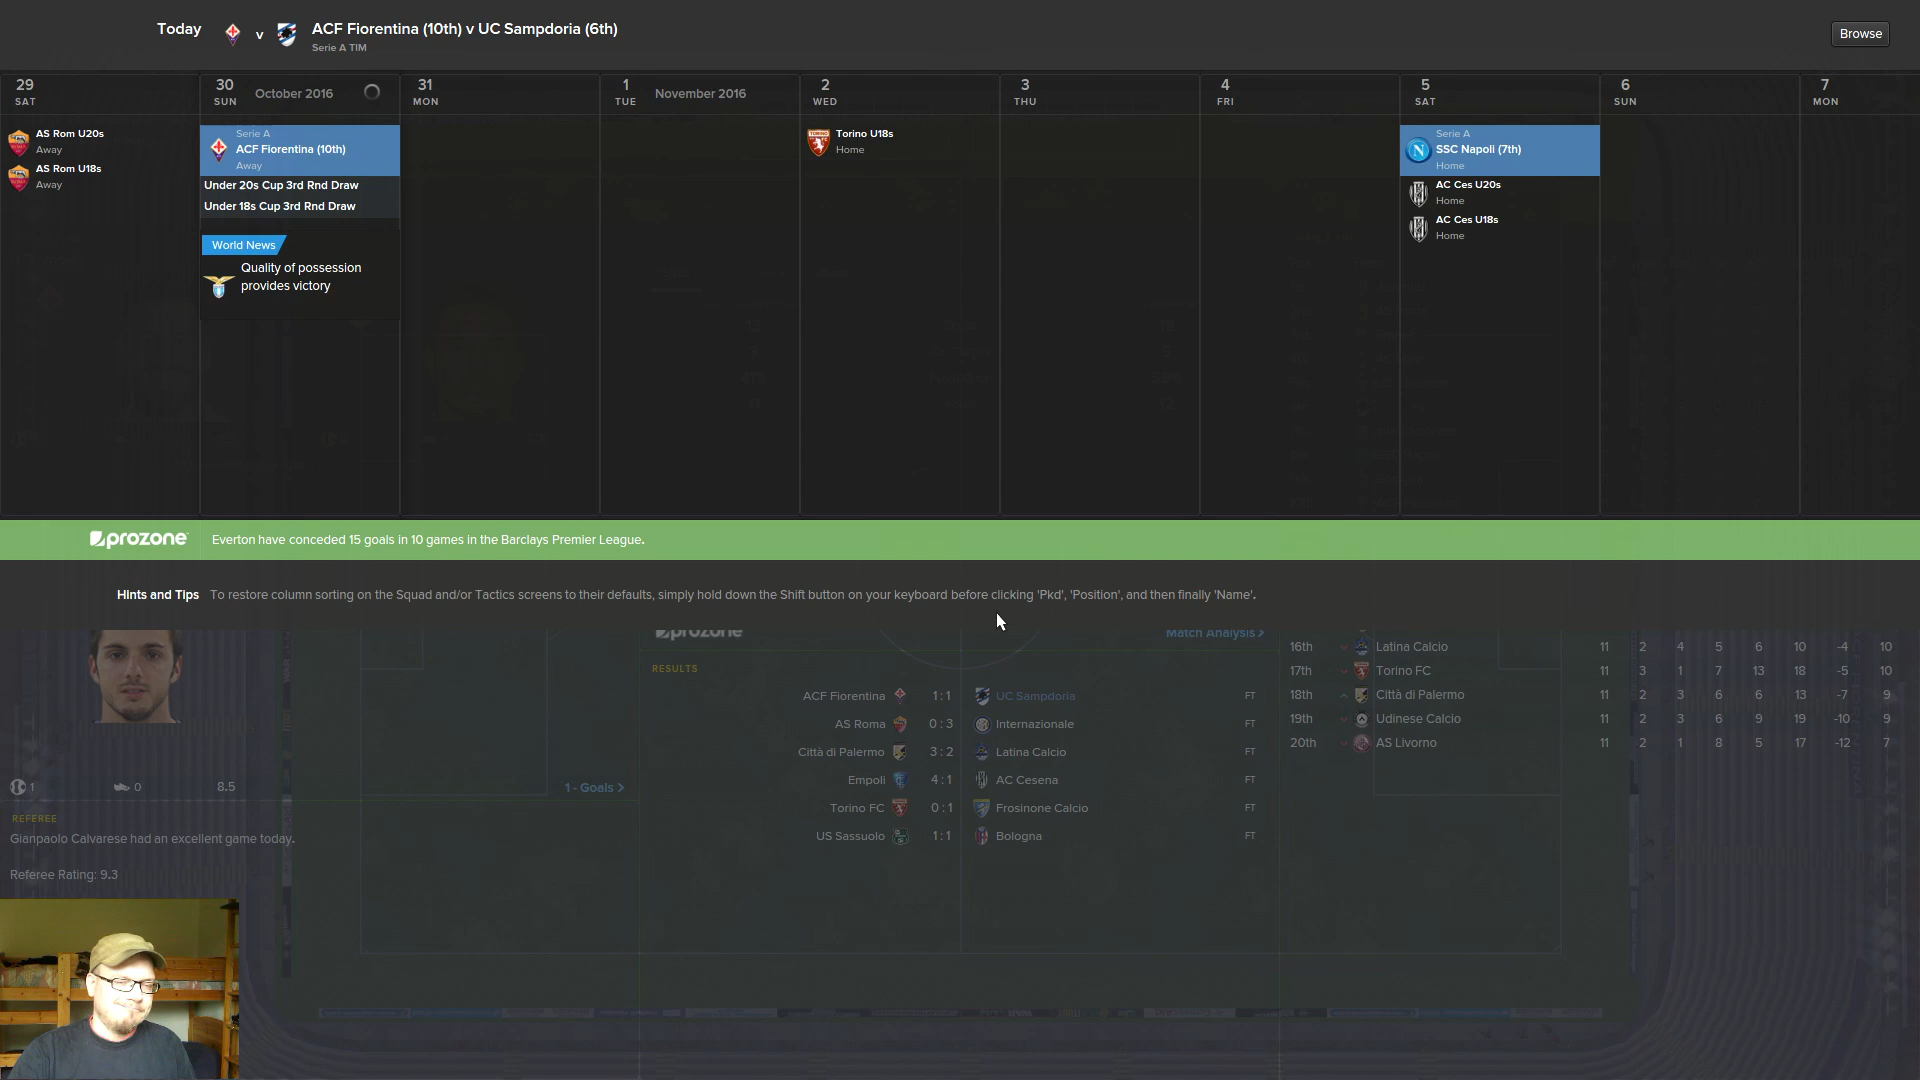 Today
v
ACF Fiorentina (10th) v UC Sampdoria (6th)
Serie A TIM
Browse
29
SAT
30
SUN
October 2016
31
MON
1
TUE
November 2016
2
WED
3
THU
4
FRI
5
SAT
6
SUN
7
MON
AS Rom U20s
Away
AS Rom U18s
Away
Serie A
ACF Fiorentina (10th)
Away
Under 20s Cup 3rd Rnd Draw
Under 18s Cup 3rd Rnd Draw
World News
Quality of possession
provides victory
Torino U18s
Home
Serie A
SSC Napoli (7th)
Home
AC Ces U20s
Home
AC Ces U18s
Home
prozone
Everton have conceded 15 goals in 10 games in the Barclays Premier League.
Hints and Tips To restore column sorting on the Squad and/or Tactics screens to their defaults, simply hold down the Shift button on your keyboard before clicking 'Pkd', 'Position', and then finally 'Name'.
1 0 8.5
REFEREE
Gianpaolo Calvarese had an excellent game today.
Referee Rating: 9.3
1 - Goals >
prozone
Match Analysis >
RESULTS
ACF Fiorentina 1 : 1 UC Sampdoria FT
AS Roma 0 : 3 Internazionale FT
Città di Palermo 3 : 2 Latina Calcio FT
Empoli 4 : 1 AC Cesena FT
Torino FC 0 : 1 Frosinone Calcio FT
US Sassuolo 1 : 1 Bologna FT
16th Latina Calcio 11 2 4 5 6 10 -4 10
17th Torino FC 11 3 1 7 13 18 -5 10
18th Città di Palermo 11 2 3 6 6 13 -7 9
19th Udinese Calcio 11 2 3 6 9 19 -10 9
20th AS Livorno 11 2 1 8 5 17 -12 7